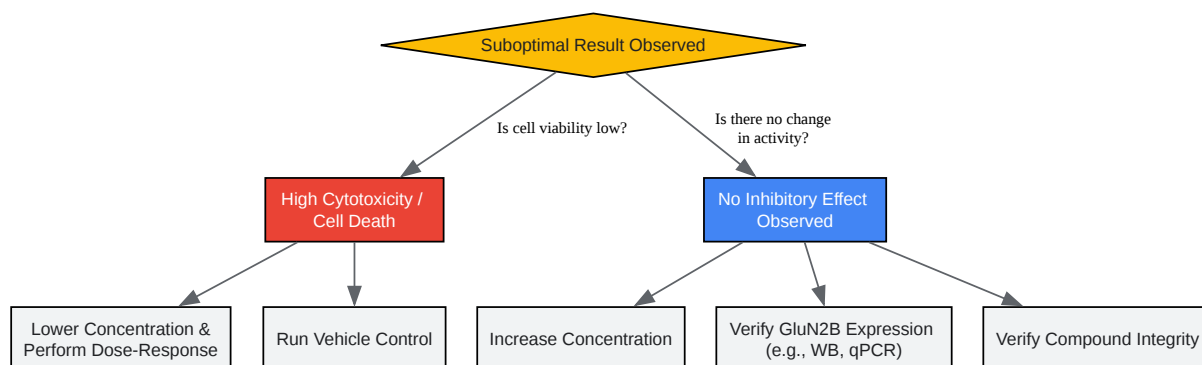 Suboptimal Result Observed
Is cell viability low?
Is there no change
in activity?
High Cytotoxicity /
Cell Death
No Inhibitory Effect
Observed
Lower Concentration &
Perform Dose-Response
Run Vehicle Control
Increase Concentration
Verify GluN2B Expression
(e.g., WB, qPCR)
Verify Compound Integrity